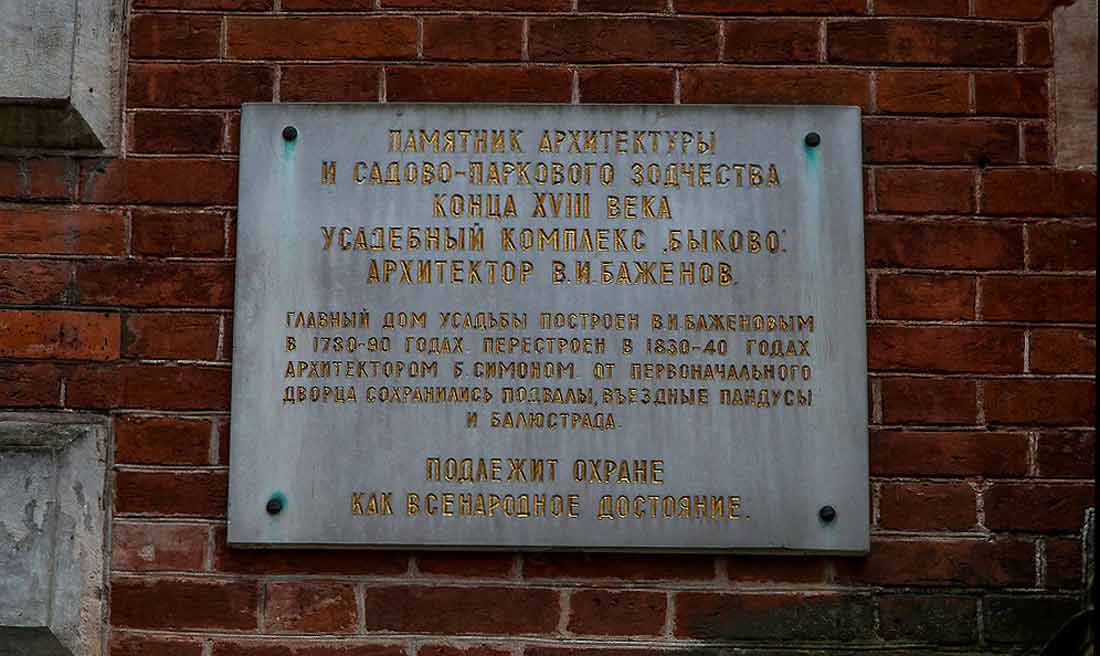 ПАМЯТНИК АРХИТЕКТУРЫ
И САДОВО-ПАРКОВОГО ЗОДЧЕСТВА
КОНЦА XVIII ВЕКА
УСАДЕБНЫЙ КОМПЛЕКС „БЫКОВО“.
АРХИТЕКТОР В.И.БАЖЕНОВ.
ГЛАВНЫЙ ДОМ УСАДЬБЫ ПОСТРОЕН В.И.БАЖЕНОВЫМ
В 1780-90 ГОДАХ. ПЕРЕСТРОЕН В 1830-40 ГОДАХ
АРХИТЕКТОРОМ Б.СИМОНОМ. ОТ ПЕРВОНАЧАЛЬНОГО
ДВОРЦА СОХРАНИЛИСЬ ПОДВАЛЫ, ВЪЕЗДНЫЕ ПАНДУСЫ
И БАЛЮСТРАДА.
ПОДЛЕЖИТ ОХРАНЕ
КАК ВСЕНАРОДНОЕ ДОСТОЯНИЕ.